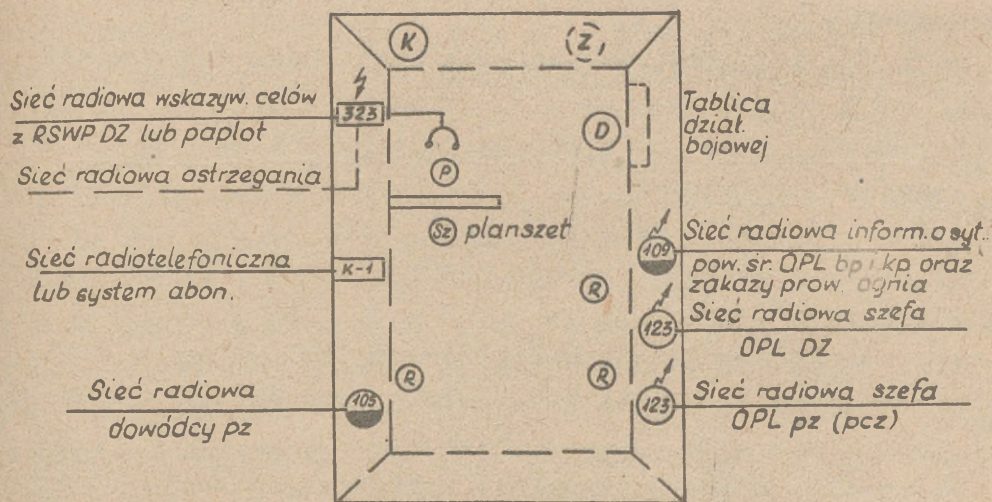 K
(Z)
Sieć radiowa wskazyw. celów
z RSWP DZ lub paplot
323
Tablica
dział.
bojowej
D
P
Sieć radiowa ostrzegania
Sz planszet
Sieć radiotelefoniczna
lub system abon.
K-1
109
Sieć radiowa inform. o syt.
pow. śr. OPL bp i kp oraz
zakazy prow. ognia
R
123
Sieć radiowa szefa
OPL DZ
Sieć radiowa
dowódcy pz
105
R
R
123
Sieć radiowa szefa
OPL pz (pcz)